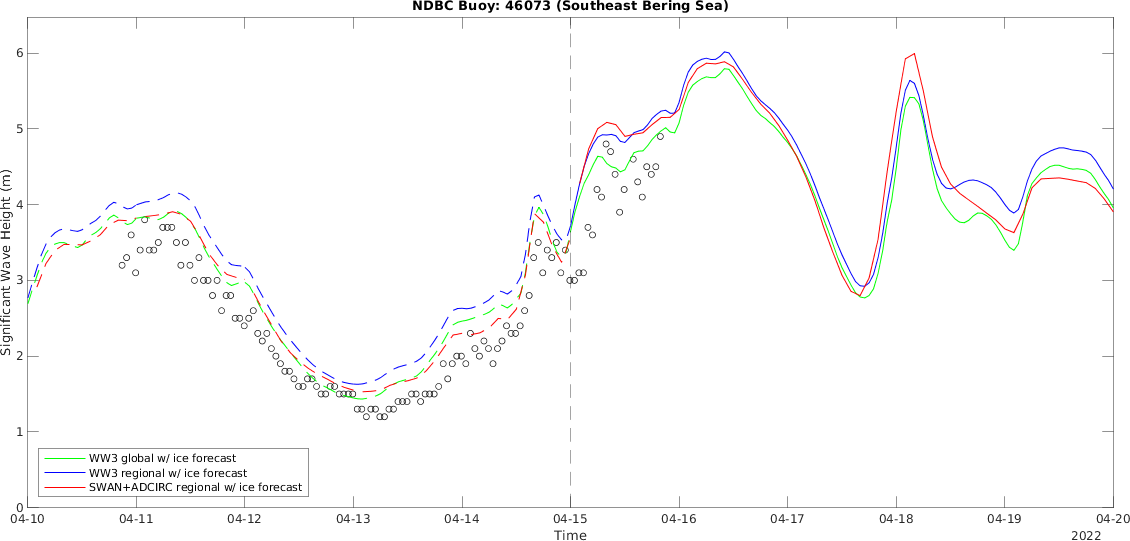 NDBC Buoy: 46073 (Southeast Bering Sea)
Significant Wave Height (m)
6
5
4
3
2
1
0
WW3 global w/ ice forecast
WW3 regional w/ ice forecast
SWAN+ADCIRC regional w/ ice forecast
04-10 04-11 04-12 04-13 04-14 04-15 04-16 04-17 04-18 04-19 04-20
Time
2022